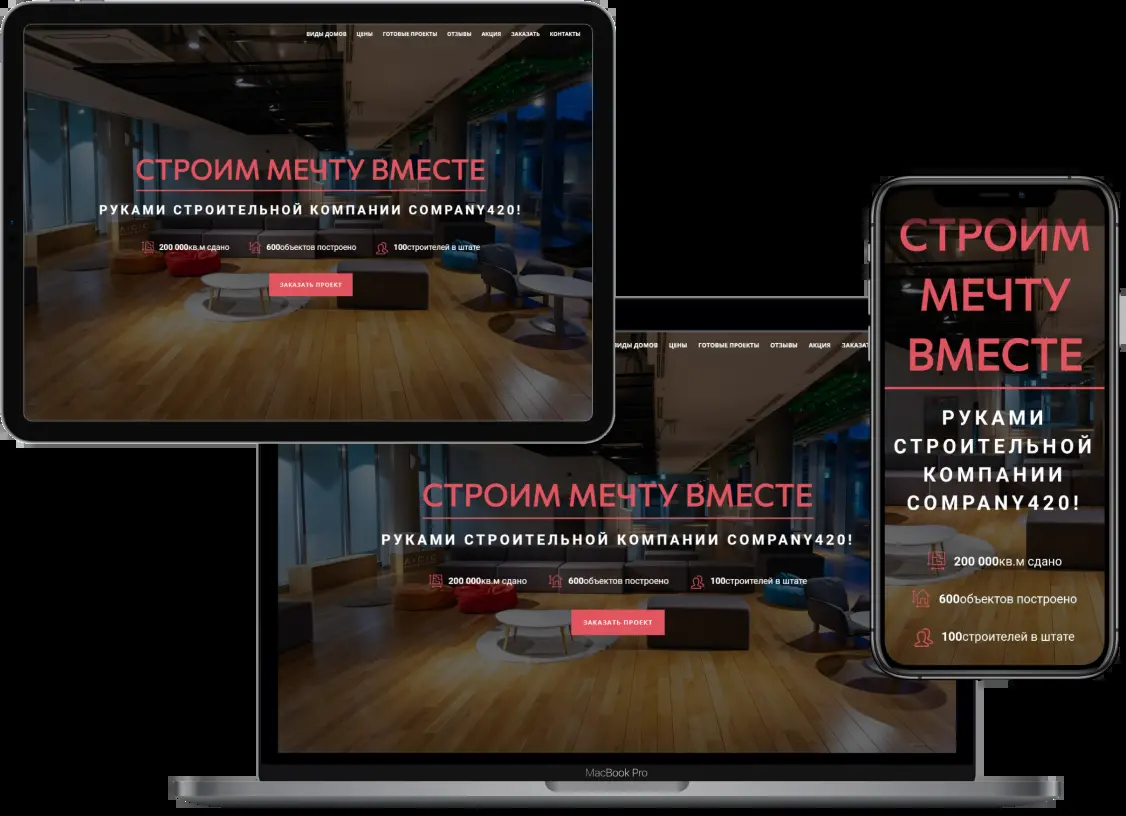 ВИДЫ ДОМОВ ЦЕНЫ ГОТОВЫЕ ПРОЕКТЫ ОТЗЫВЫ АКЦИЯ ЗАКАЗАТЬ КОНТАКТЫ
СТРОИМ МЕЧТУ ВМЕСТЕ
РУКАМИ СТРОИТЕЛЬНОЙ КОМПАНИИ COMPANY420!
200 000кв.м сдано 600объектов построено 100строителей в штате
ЗАКАЗАТЬ ПРОЕКТ
ВИДЫ ДОМОВ ЦЕНЫ ГОТОВЫЕ ПРОЕКТЫ ОТЗЫВЫ АКЦИЯ ЗАКАЗАТ
СТРОИМ МЕЧТУ ВМЕСТЕ
РУКАМИ СТРОИТЕЛЬНОЙ КОМПАНИИ COMPANY420!
200 000кв.м сдано 600объектов построено 100строителей в штате
ЗАКАЗАТЬ ПРОЕКТ
MacBook Pro
СТРОИМ
МЕЧТУ
ВМЕСТЕ
РУКАМИ
СТРОИТЕЛЬНОЙ
КОМПАНИИ
COMPANY420!
200 000кв.м сдано
600объектов построено
100строителей в штате